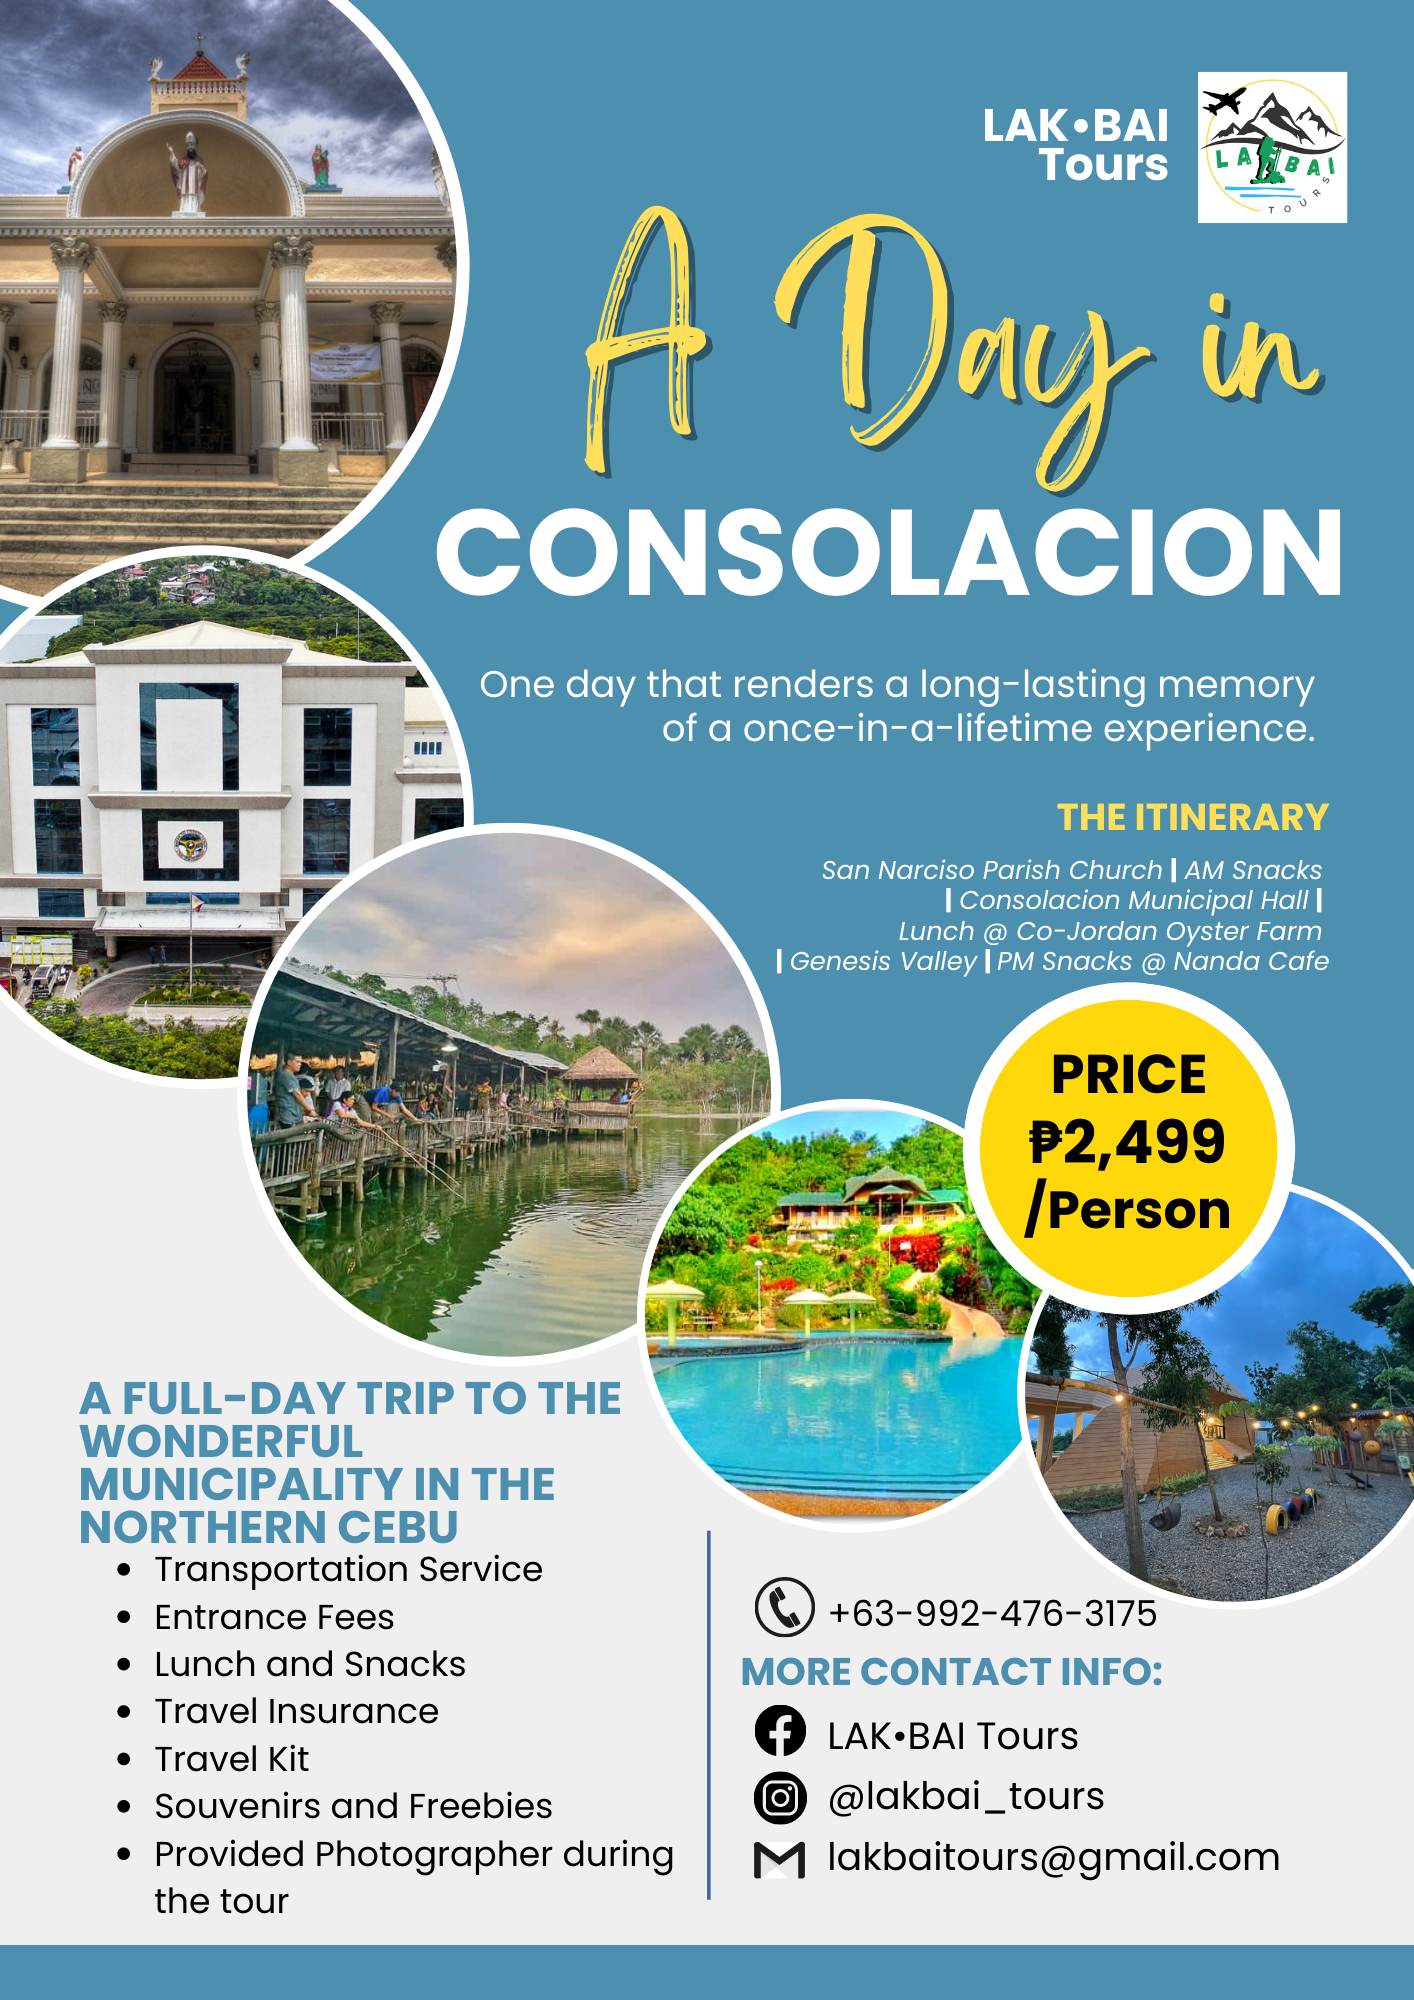 LAK•BAI
Tours
LAKBAI
TOURS
A Day in
CONSOLACION
One day that renders a long-lasting memory
of a once-in-a-lifetime experience.
THE ITINERARY
San Narciso Parish Church | AM Snacks
| Consolacion Municipal Hall |
Lunch @ Co-Jordan Oyster Farm
| Genesis Valley | PM Snacks @ Nanda Cafe
PRICE
₱2,499
/Person
A FULL-DAY TRIP TO THE
WONDERFUL
MUNICIPALITY IN THE
NORTHERN CEBU
• Transportation Service
• Entrance Fees
• Lunch and Snacks
• Travel Insurance
• Travel Kit
• Souvenirs and Freebies
• Provided Photographer during
the tour
+63-992-476-3175
MORE CONTACT INFO:
LAK•BAI Tours
@lakbai_tours
lakbaitours@gmail.com